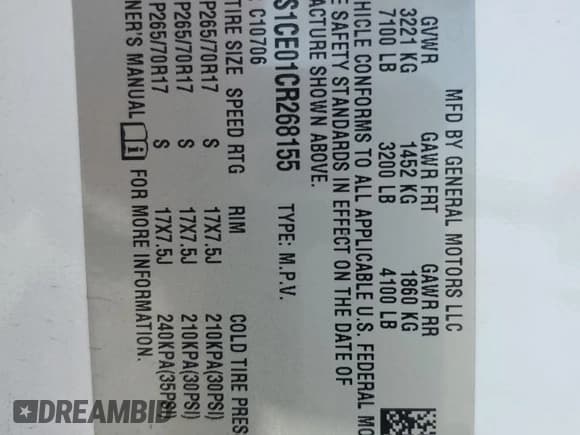 MFD BY GENERAL MOTORS LLC
GVWR GAWR FRT GAWR RR
3221 KG 1452 KG 1860 KG
7100 LB 3200 LB 4100 LB
HICLE CONFORMS TO ALL APPLICABLE U.S. FEDERAL MO
E SAFETY STANDARDS IN EFFECT ON THE DATE OF
ACTURE SHOWN ABOVE.
S1CE01CR268155 TYPE: M.P.V.
C10706
TIRE SIZE SPEED RTG RIM COLD TIRE PRES
P265/70R17 S 17X7.5J 210KPA(30PSI)
P265/70R17 S 17X7.5J 210KPA(30PSI)
P265/70R17 S 17X7.5J 240KPA(35PSI)
NER'S MANUAL FOR MORE INFORMATION.
DREAMBID